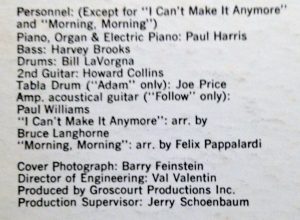 Personnel: (Except for "I Can't Make It Anymore"
and "Morning, Morning")
Piano, Organ & Electric Piano: Paul Harris
Bass: Harvey Brooks
Drums: Bill LaVorgna
2nd Guitar: Howard Collins
Tabla Drum ("Adam" only): Joe Price
Amp. acoustical guitar ("Follow" only):
Paul Williams
"I Can't Make It Anymore": arr. by
Bruce Langhorne
"Morning, Morning": arr. by Felix Pappalardi
Cover Photograph: Barry Feinstein
Director of Engineering: Val Valentin
Produced by Groscourt Productions Inc.
Production Supervisor: Jerry Schoenbaum